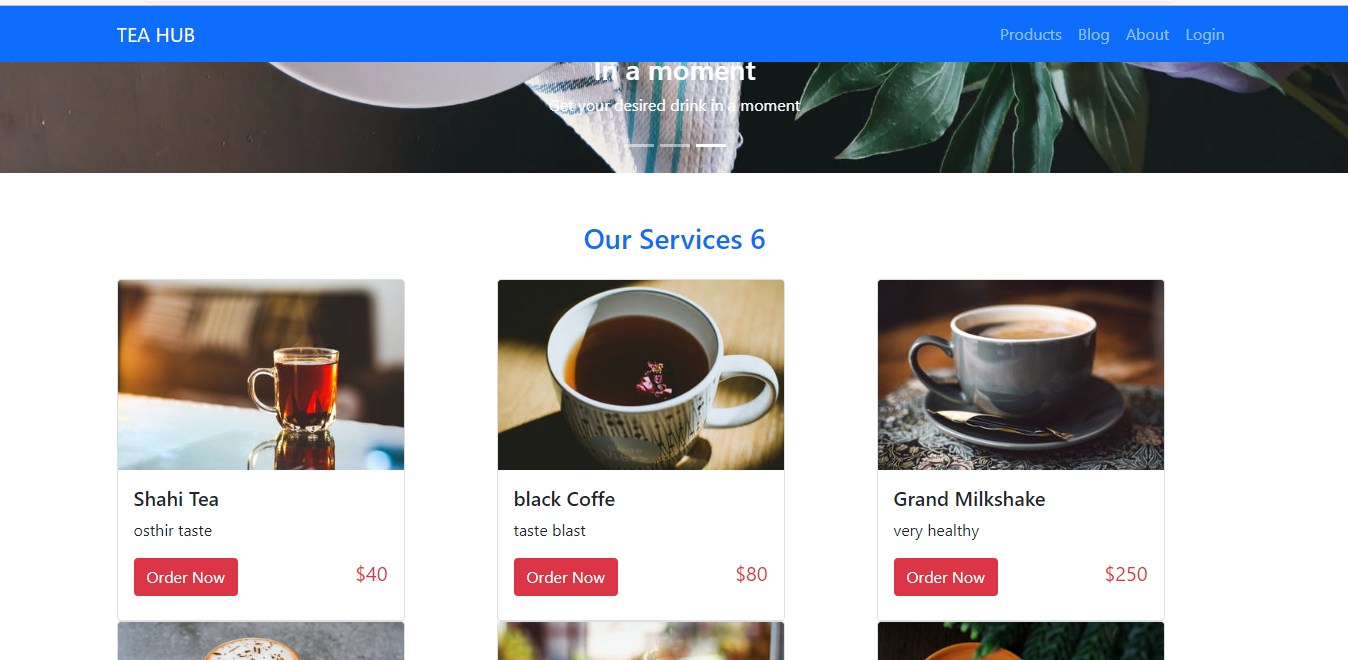 TEA HUB
Products Blog About Login
In a moment
Get your desired drink in a moment
Our Services 6
Shahi Tea
osthir taste
Order Now $40
black Coffe
taste blast
Order Now $80
Grand Milkshake
very healthy
Order Now $250